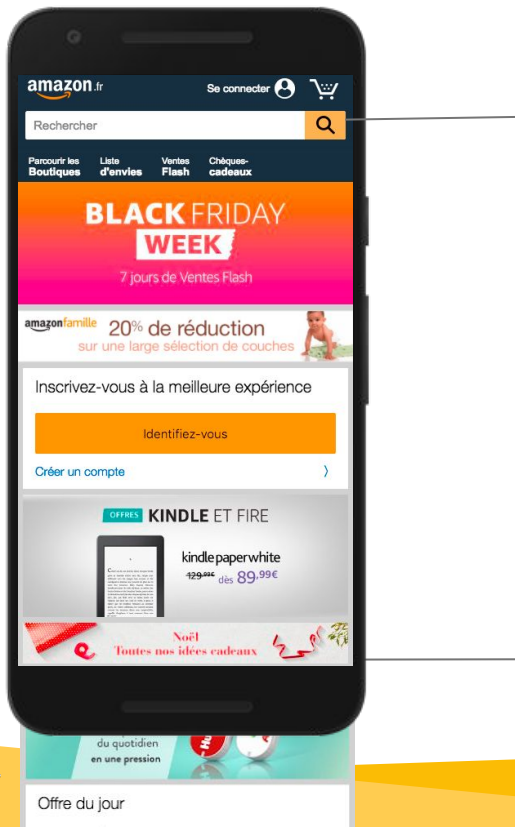 amazon.fr
Se connecter
Rechercher
Parcourir les
Boutiques
Liste
d'envies
Ventes
Flash
Chèques-
cadeaux
BLACK FRIDAY
WEEK
7 jours de Ventes Flash
amazonfamille
20% de réduction
sur une large sélection de couches
Inscrivez-vous à la meilleure expérience
Identifiez-vous
Créer un compte
OFFRES KINDLE ET FIRE
kindle paperwhite
129,99€ dès 89,99€
Noël
Toutes nos idées cadeaux
du quotidien
en une pression
Offre du jour